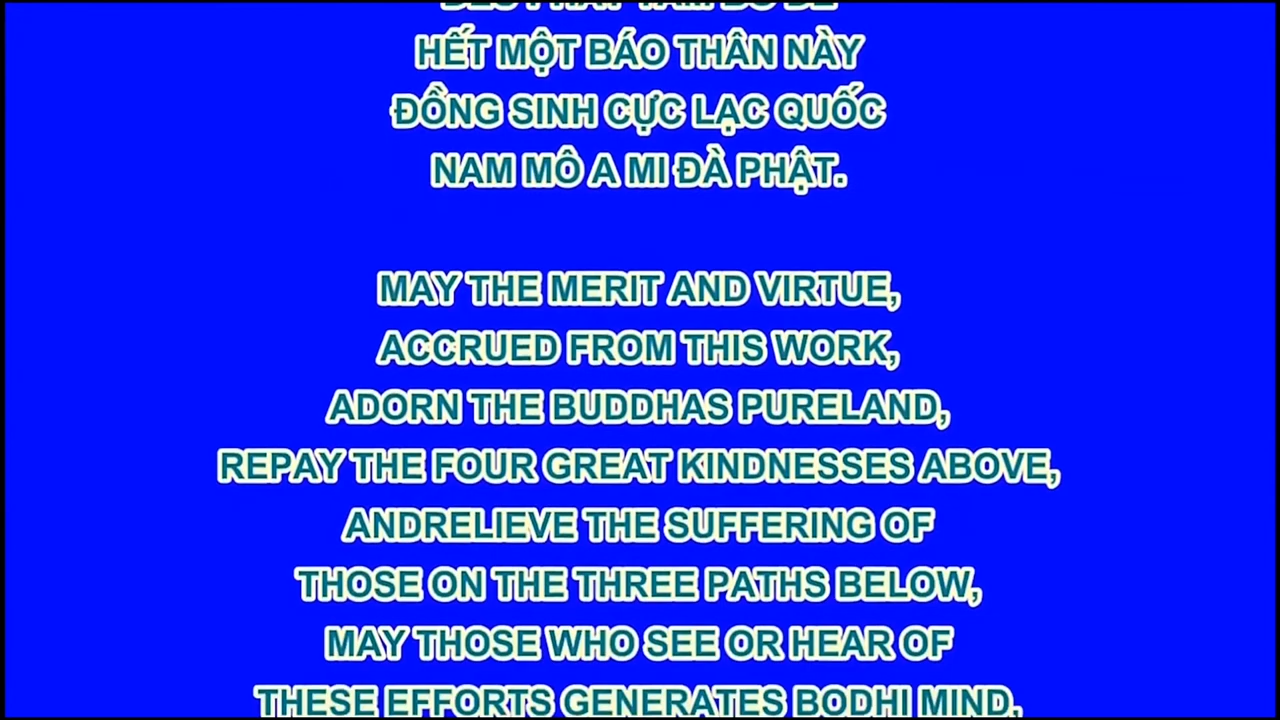 HẾT MỘT BÁO THÂN NÀY
ĐỒNG SINH CỰC LẠC QUỐC
NAM MÔ A MI ĐÀ PHẬT.
MAY THE MERIT AND VIRTUE,
ACCRUED FROM THIS WORK,
ADORN THE BUDDHAS PURELAND,
REPAY THE FOUR GREAT KINDNESSES ABOVE,
ANDRELIEVE THE SUFFERING OF
THOSE ON THE THREE PATHS BELOW,
MAY THOSE WHO SEE OR HEAR OF
THESE EFFORTS GENERATES BODHI MIND,